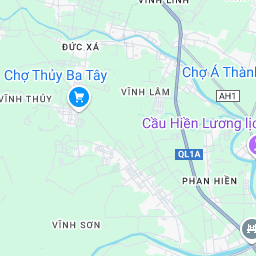 VĨNH LINH
ĐỨC XÁ
Chợ Thủy Ba Tây
Chợ Á Thành
VĨNH THỦY
VĨNH LÂM
AH1
Cầu Hiền Lương lịc
QL1A
PHAN HIỀN
VĨNH SƠN